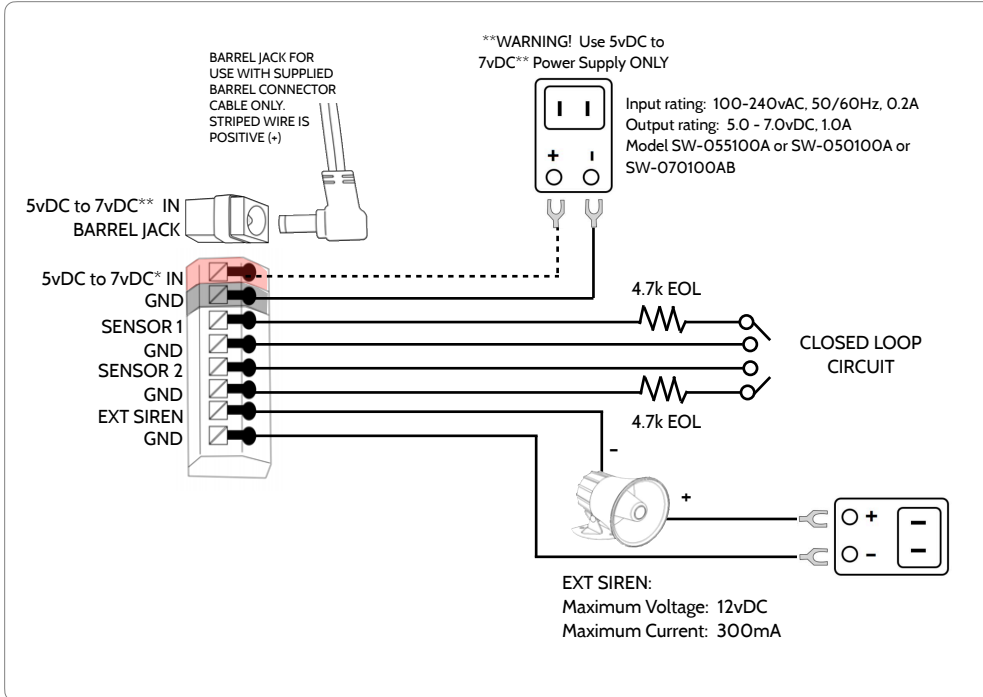 **WARNING! Use 5vDC to
7vDC** Power Supply ONLY
BARREL JACK FOR
USE WITH SUPPLIED
BARREL CONNECTOR
CABLE ONLY.
STRIPED WIRE IS
POSITIVE (+)
Input rating: 100-240vAC, 50/60Hz, 0.2A
Output rating: 5.0 - 7.0vDC, 1.0A
Model SW-055100A or SW-050100A or
SW-070100AB
+ -
5vDC to 7vDC** IN
BARREL JACK
5vDC to 7vDC* IN
GND
SENSOR 1
GND
SENSOR 2
GND
EXT SIREN
GND
4.7k EOL
CLOSED LOOP
CIRCUIT
4.7k EOL
-
+
+
-
EXT SIREN:
Maximum Voltage: 12vDC
Maximum Current: 300mA